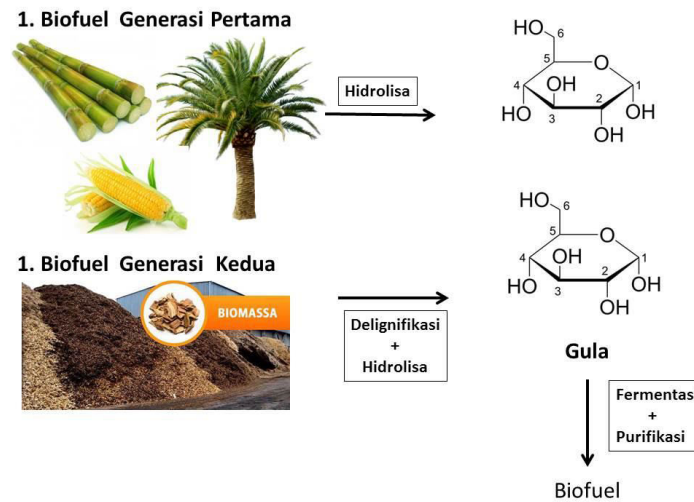 1. Biofuel Generasi Pertama
Hidrolisa
HO
6
5
O
4
1
HO
OH
3
2
OH
OH
1. Biofuel Generasi Kedua
BIOMASSA
Delignifikasi
+
Hidrolisa
HO
6
5
O
4
1
HO
OH
3
2
OH
OH
Gula
Fermentas
+
Purifikasi
Biofuel